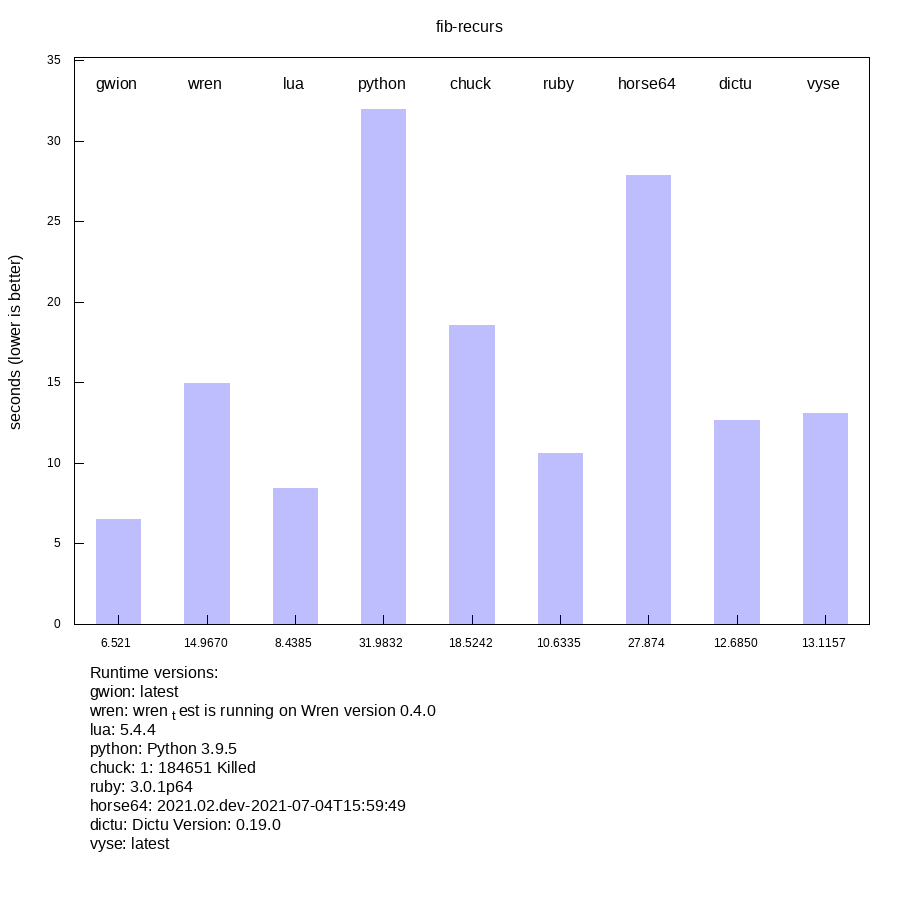 fib-recurs
35
gwion wren lua python chuck ruby horse64 dictu vyse
30
25
20
15
10
5
0
seconds (lower is better)
6.521 14.9670 8.4385 31.9832 18.5242 10.6335 27.874 12.6850 13.1157
Runtime versions:
gwion: latest
wren: wren t est is running on Wren version 0.4.0
lua: 5.4.4
python: Python 3.9.5
chuck: 1: 184651 Killed
ruby: 3.0.1p64
horse64: 2021.02.dev-2021-07-04T15:59:49
dictu: Dictu Version: 0.19.0
vyse: latest